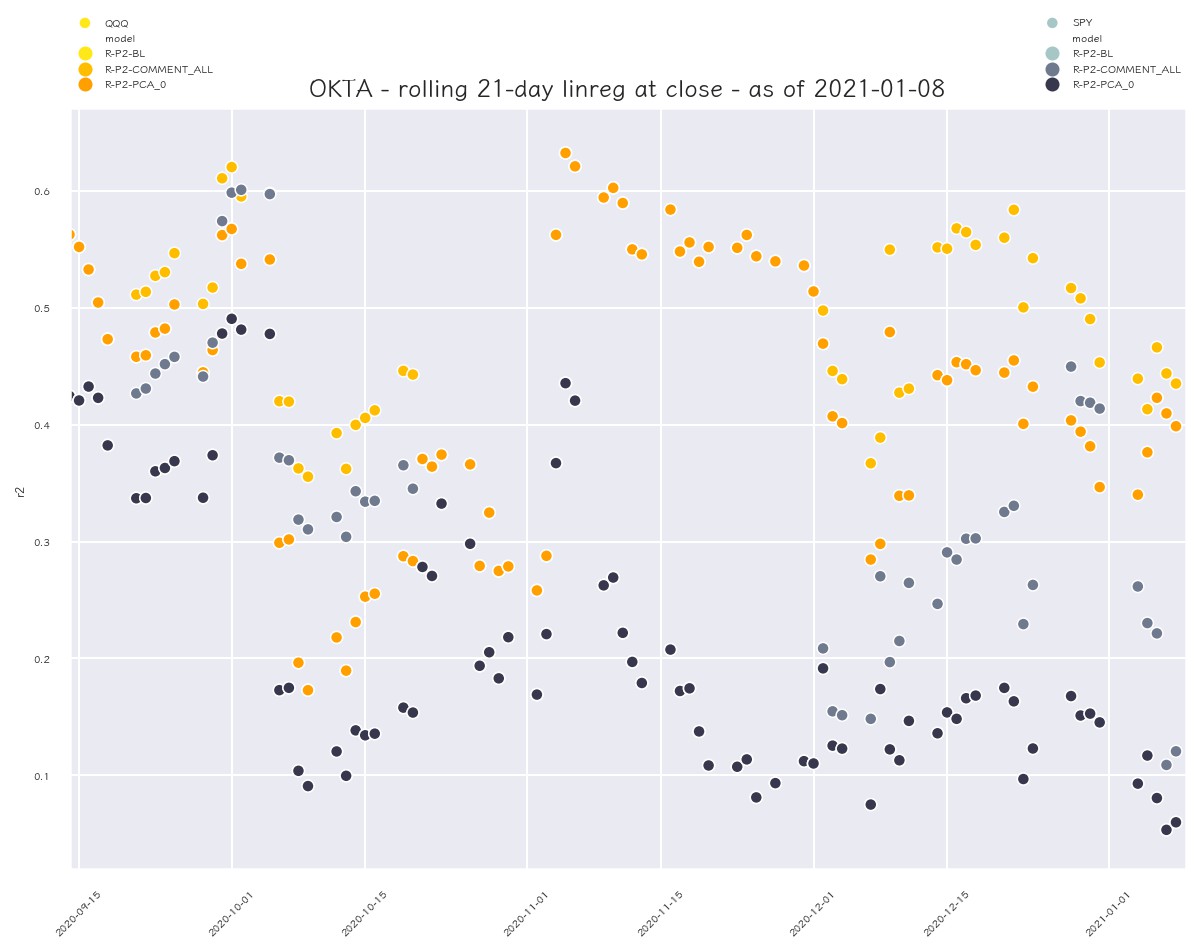 QQQ
model
R-P2-BL
R-P2-COMMENT_ALL
R-P2-PCA_0
SPY
model
R-P2-BL
R-P2-COMMENT_ALL
R-P2-PCA_0
OKTA - rolling 21-day linreg at close - as of 2021-01-08
0.6
0.5
0.4
0.3
0.2
0.1
r2
2020-09-15
2020-10-01
2020-10-15
2020-11-01
2020-11-15
2020-12-01
2020-12-15
2021-01-01